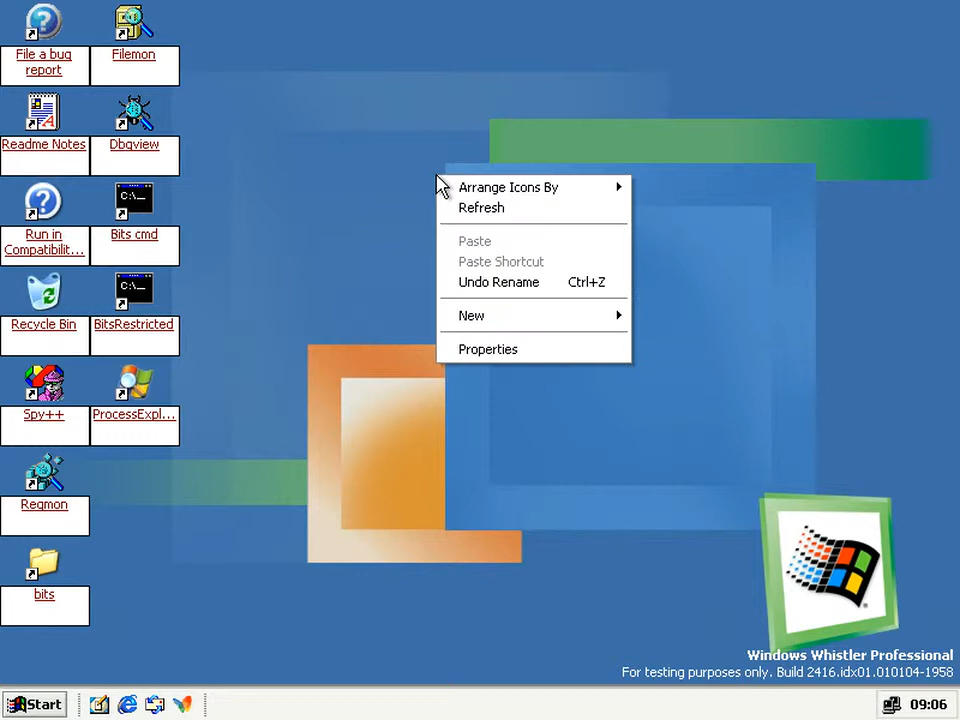 File a bug
report
Filemon
Readme Notes
Dbgview
Run in
Compatibilit...
Bits cmd
Recycle Bin
BitsRestricted
Spy++
ProcessExpl...
Regmon
bits
Arrange Icons By
Refresh
Paste
Paste Shortcut
Undo Rename Ctrl+Z
New
Properties
Windows Whistler Professional
For testing purposes only. Build 2416.idx01.010104-1958
Start
09:06